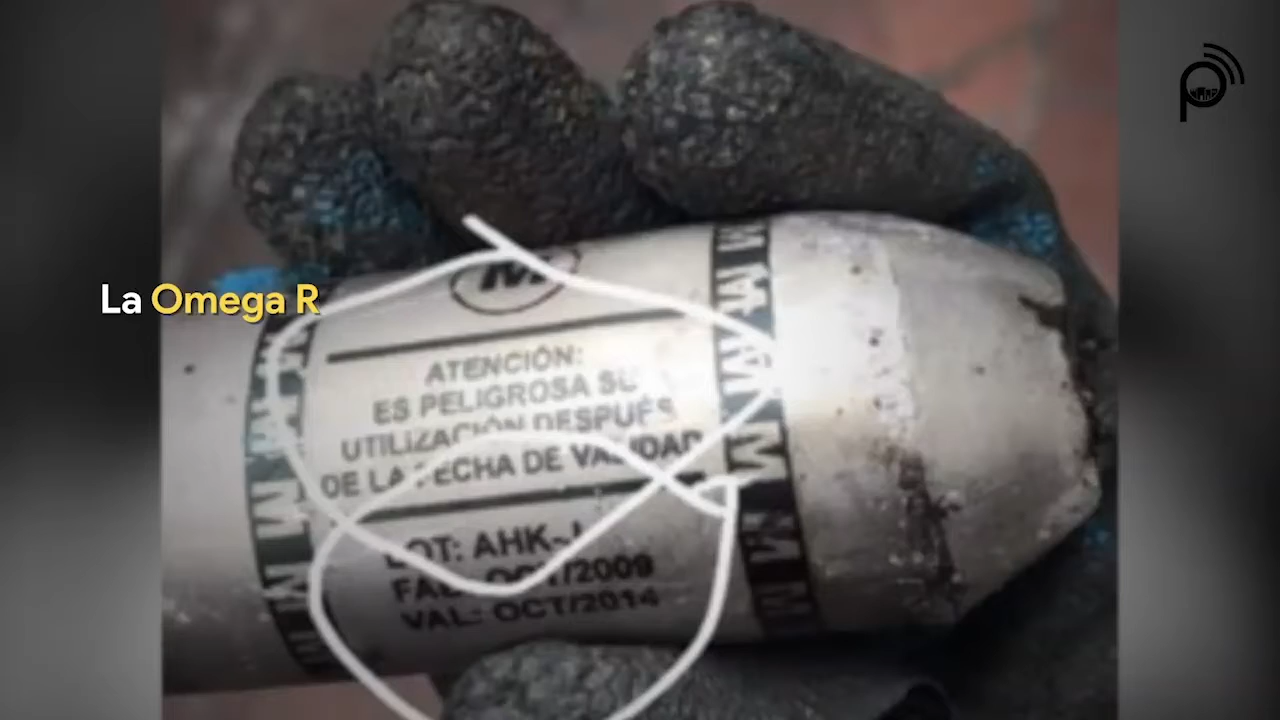 La Omega R
M
ATENCIÓN:
ES PELIGROSA SU
UTILIZACIÓN DESPUÉS
DE LA FECHA DE VALIDAD
LOT: AHK-
FAB: OCT/2009
VAL: OCT/2014
M M M M M M M
M M M M M M M